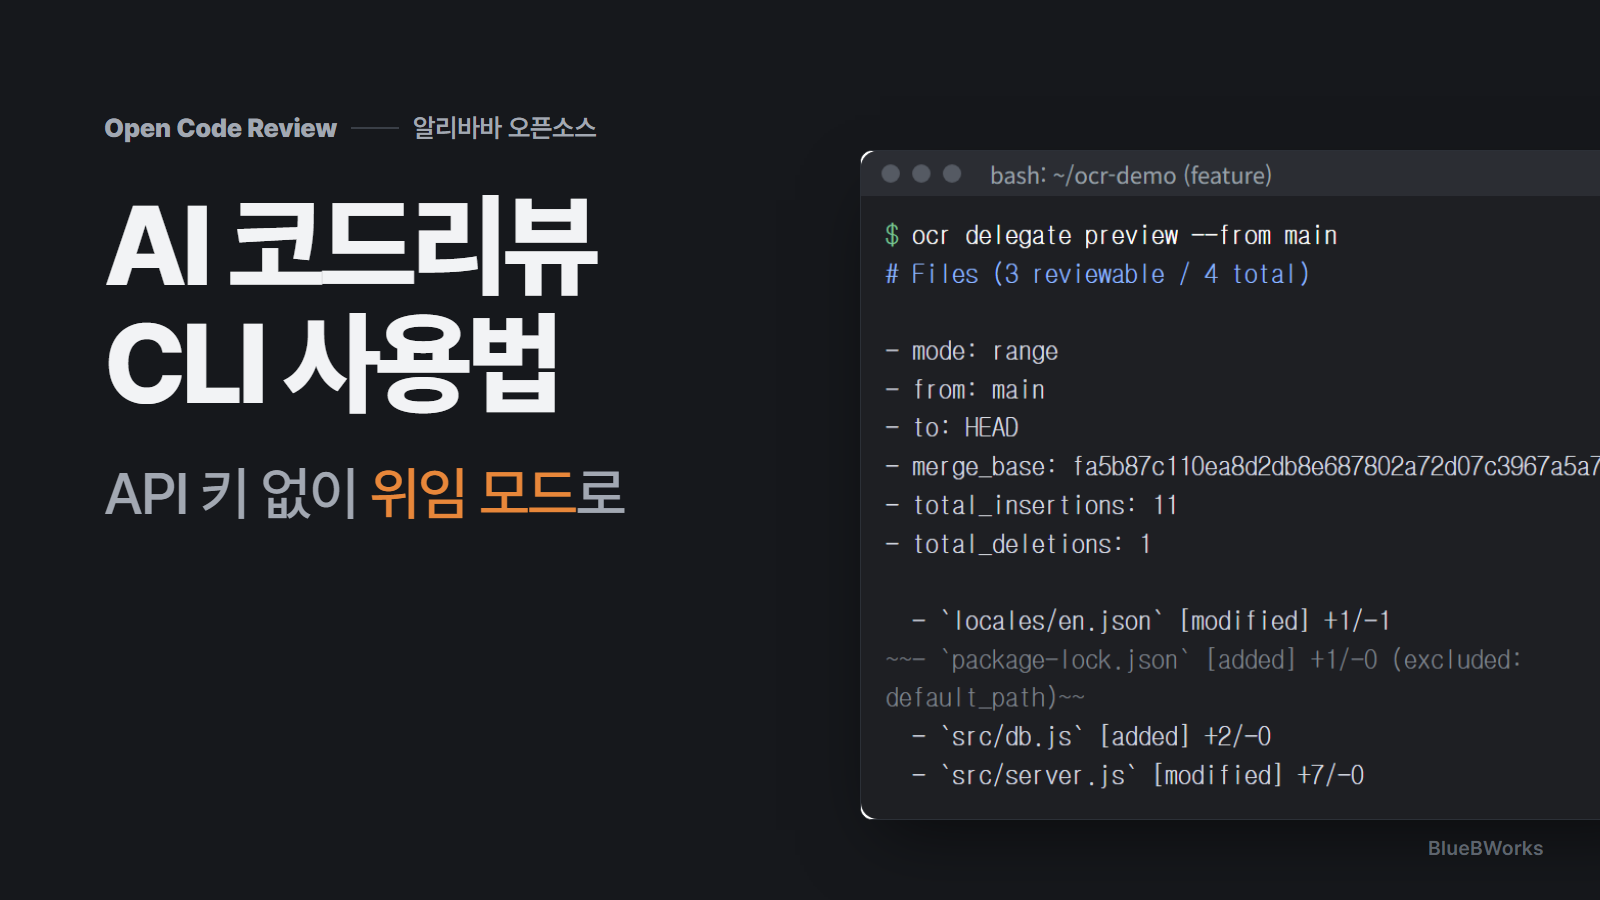 Open Code Review — 알리바바 오픈소스
AI 코드리뷰
CLI 사용법
API 키 없이 위임 모드로
bash: ~/ocr-demo (feature)
$ ocr delegate preview --from main
# Files (3 reviewable / 4 total)
- mode: range
- from: main
- to: HEAD
- merge_base: fa5b87c110ea8d2db8e687802a72d07c3967a5a7
- total_insertions: 11
- total_deletions: 1
- `locales/en.json` [modified] +1/-1
~~- `package-lock.json` [added] +1/-0 (excluded:
default_path)~~
- `src/db.js` [added] +2/-0
- `src/server.js` [modified] +7/-0
BlueBWorks